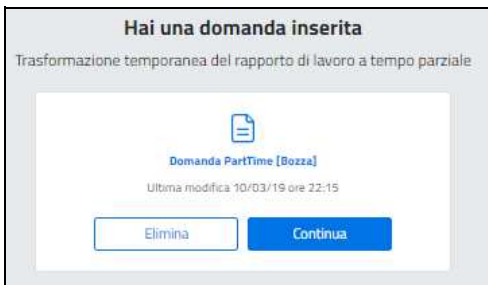 Hai una domanda inserita
Trasformazione temporanea del rapporto di lavoro a tempo parziale
Domanda PartTime [Bozza]
Ultima modifica 10/03/19 ore 22:15
Elimina
Continua